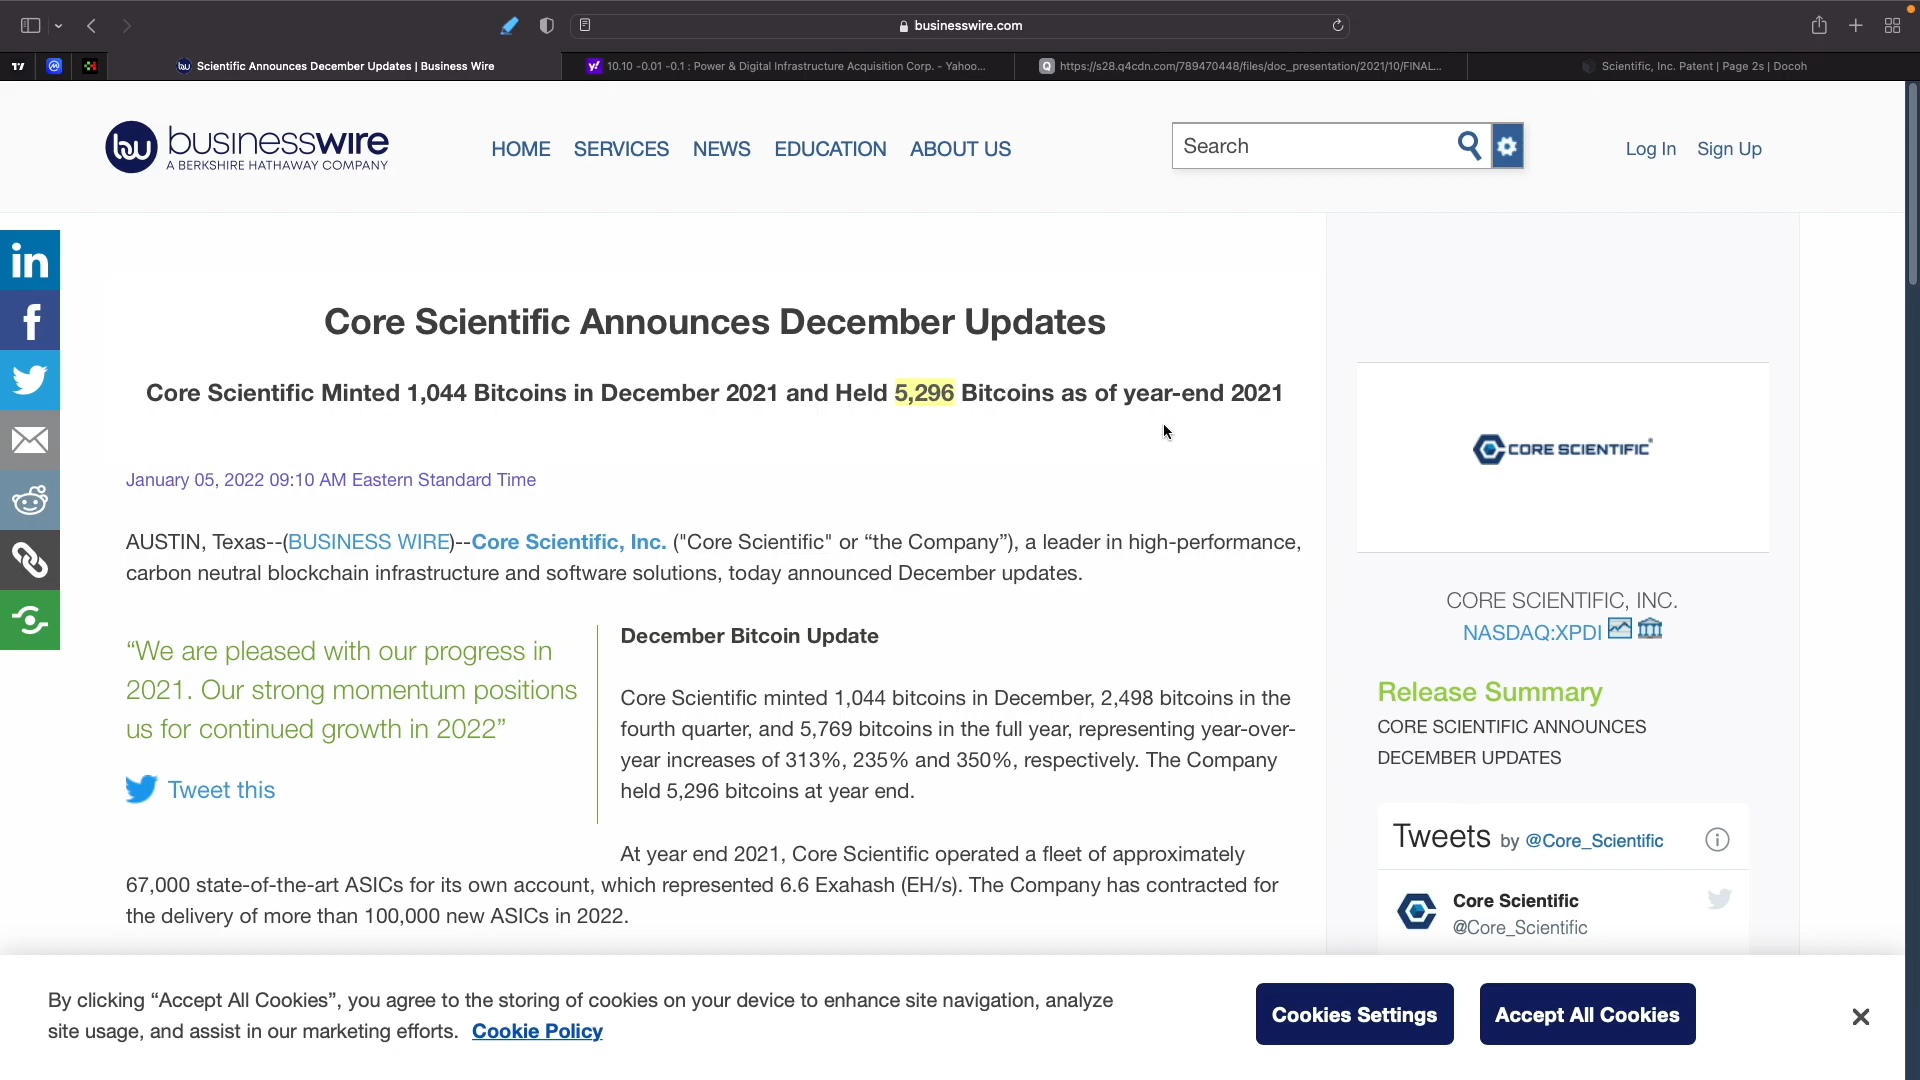 businesswire.com
Scientific Announces December Updates | Business Wire
10.10 -0.01 -0.1 : Power & Digital Infrastructure Acquisition Corp. - Yahoo...
https://s28.q4cdn.com/789470448/files/doc_presentation/2021/10/FINAL...
Scientific, Inc. Patent | Page 2s | Docoh
businesswire
A BERKSHIRE HATHAWAY COMPANY
HOME SERVICES NEWS EDUCATION ABOUT US
Search
Log In Sign Up
Core Scientific Announces December Updates
Core Scientific Minted 1,044 Bitcoins in December 2021 and Held 5,296 Bitcoins as of year-end 2021
January 05, 2022 09:10 AM Eastern Standard Time
AUSTIN, Texas--(BUSINESS WIRE)--Core Scientific, Inc. ("Core Scientific" or “the Company”), a leader in high-performance,
carbon neutral blockchain infrastructure and software solutions, today announced December updates.
“We are pleased with our progress in
2021. Our strong momentum positions
us for continued growth in 2022”
Tweet this
December Bitcoin Update
Core Scientific minted 1,044 bitcoins in December, 2,498 bitcoins in the
fourth quarter, and 5,769 bitcoins in the full year, representing year-over-
year increases of 313%, 235% and 350%, respectively. The Company
held 5,296 bitcoins at year end.
At year end 2021, Core Scientific operated a fleet of approximately
67,000 state-of-the-art ASICs for its own account, which represented 6.6 Exahash (EH/s). The Company has contracted for
the delivery of more than 100,000 new ASICs in 2022.
CORE SCIENTIFIC
CORE SCIENTIFIC, INC.
NASDAQ:XPDI
Release Summary
CORE SCIENTIFIC ANNOUNCES
DECEMBER UPDATES
Tweets by @Core_Scientific
Core Scientific
@Core_Scientific
By clicking “Accept All Cookies”, you agree to the storing of cookies on your device to enhance site navigation, analyze
site usage, and assist in our marketing efforts. Cookie Policy
Cookies Settings
Accept All Cookies